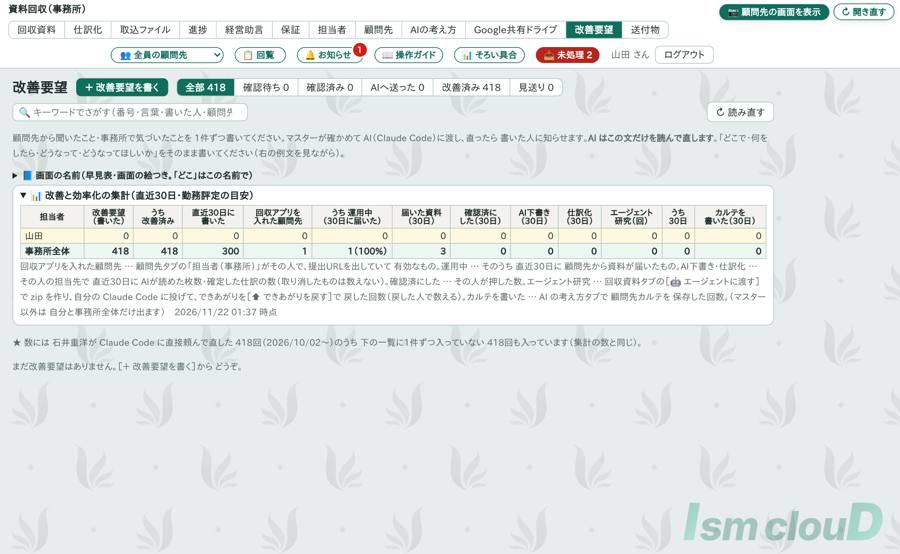 資料回収（事務所）
📷 顧問先の画面を表示
↻ 開き直す
回収資料 仕訳化 取込ファイル 進捗 経営助言 保証 担当者 顧問先 AIの考え方 Google共有ドライブ 改善要望 送付物
👥 全員の顧問先 📋 回覧 🔔 お知らせ 1 📖 操作ガイド 📊 そろい具合 📥 未処理 2 山田 さん ログアウト
改善要望 ＋ 改善要望を書く 全部 418 確認待ち 0 確認済み 0 AIへ送った 0 改善済み 418 見送り 0
🔍 キーワードでさがす（番号・言葉・書いた人・顧問先 ↻ 読み直す
顧問先から聞いたこと・事務所で気づいたことを 1件ずつ書いてください。マスターが確かめて AI（Claude Code）に渡し、直ったら 書いた人に知らせます。AI はこの文だけを読んで直します。「どこで・何を
したら・どうなって・どうなってほしいか」をそのまま書いてください（右の例文を見ながら）。
▶ 📘 画面の名前（早見表・画面の絵つき。「どこ」はこの名前で）
▼ 📊 改善と効率化の集計（直近30日・勤務評定の目安）
担当者 改善要望（書いた） うち改善済み 直近30日に書いた 回収アプリを入れた顧問先 うち 運用中（30日に届いた） 届いた資料（30日） 確認済にした（30日） AI下書き（30日） 仕訳化（30日） エージェント研究（回） うち30日 カルテを書いた（30日）
山田 0 0 0 0 0 0 0 0 0 0 0 0
事務所全体 418 418 300 1 1（100%） 3 0 0 0 0 0 0
回収アプリを入れた顧問先 … 顧問先タブの「担当者（事務所）」がその人で、提出URLを出していて 有効なもの。運用中 … そのうち 直近30日に 顧問先から資料が届いたもの。AI下書き・仕訳化 …
その人の担当先で 直近30日に AIが読めた枚数・確定した仕訳の数（取り消したものは数えない）。確認済にした … その人が押した数。エージェント研究 … 回収資料タブの［🤖 エージェントに渡す］
で zip を作り、自分の Claude Code に投げて、できあがりを［⬆ できあがりを戻す］で 戻した回数（戻した人で数える）。カルテを書いた … AI の考え方タブで 顧問先カルテを 保存した回数。（マスター
以外は 自分と事務所全体だけ出ます） 2026/11/22 01:37 時点
★ 数には 石井重洋が Claude Code に直接頼んで直した 418回（2026/10/02〜）のうち 下の一覧に1件ずつ入っていない 418回も入っています（集計の数と同じ）。
まだ改善要望はありません。［＋ 改善要望を書く］から どうぞ。
Ism clouD